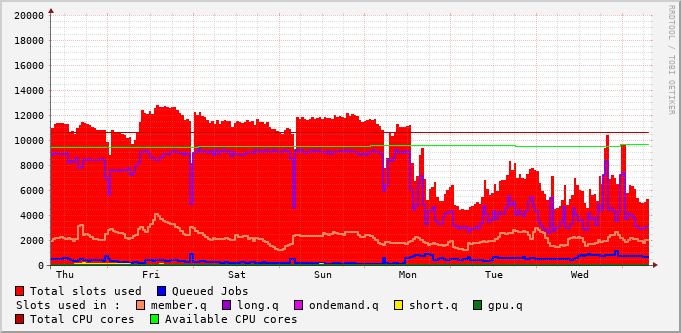 20000
18000
16000
14000
12000
10000
8000
6000
4000
2000
0
Thu Fri Sat Sun Mon Tue Wed
RRDTOOL / TOBI OETIKER
Total slots used Queued Jobs
Slots used in : member.q long.q ondemand.q short.q gpu.q
Total CPU cores Available CPU cores